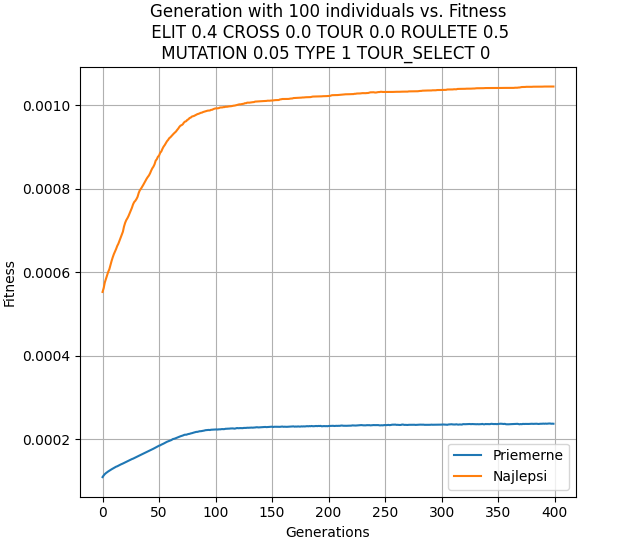 Generation with 100 individuals vs. Fitness
ELIT 0.4 CROSS 0.0 TOUR 0.0 ROULETE 0.5
MUTATION 0.05 TYPE 1 TOUR_SELECT 0
0.0010
0.0008
0.0006
0.0004
0.0002
Fitness
Priemerne
Najlepsi
0 50 100 150 200 250 300 350 400
Generations